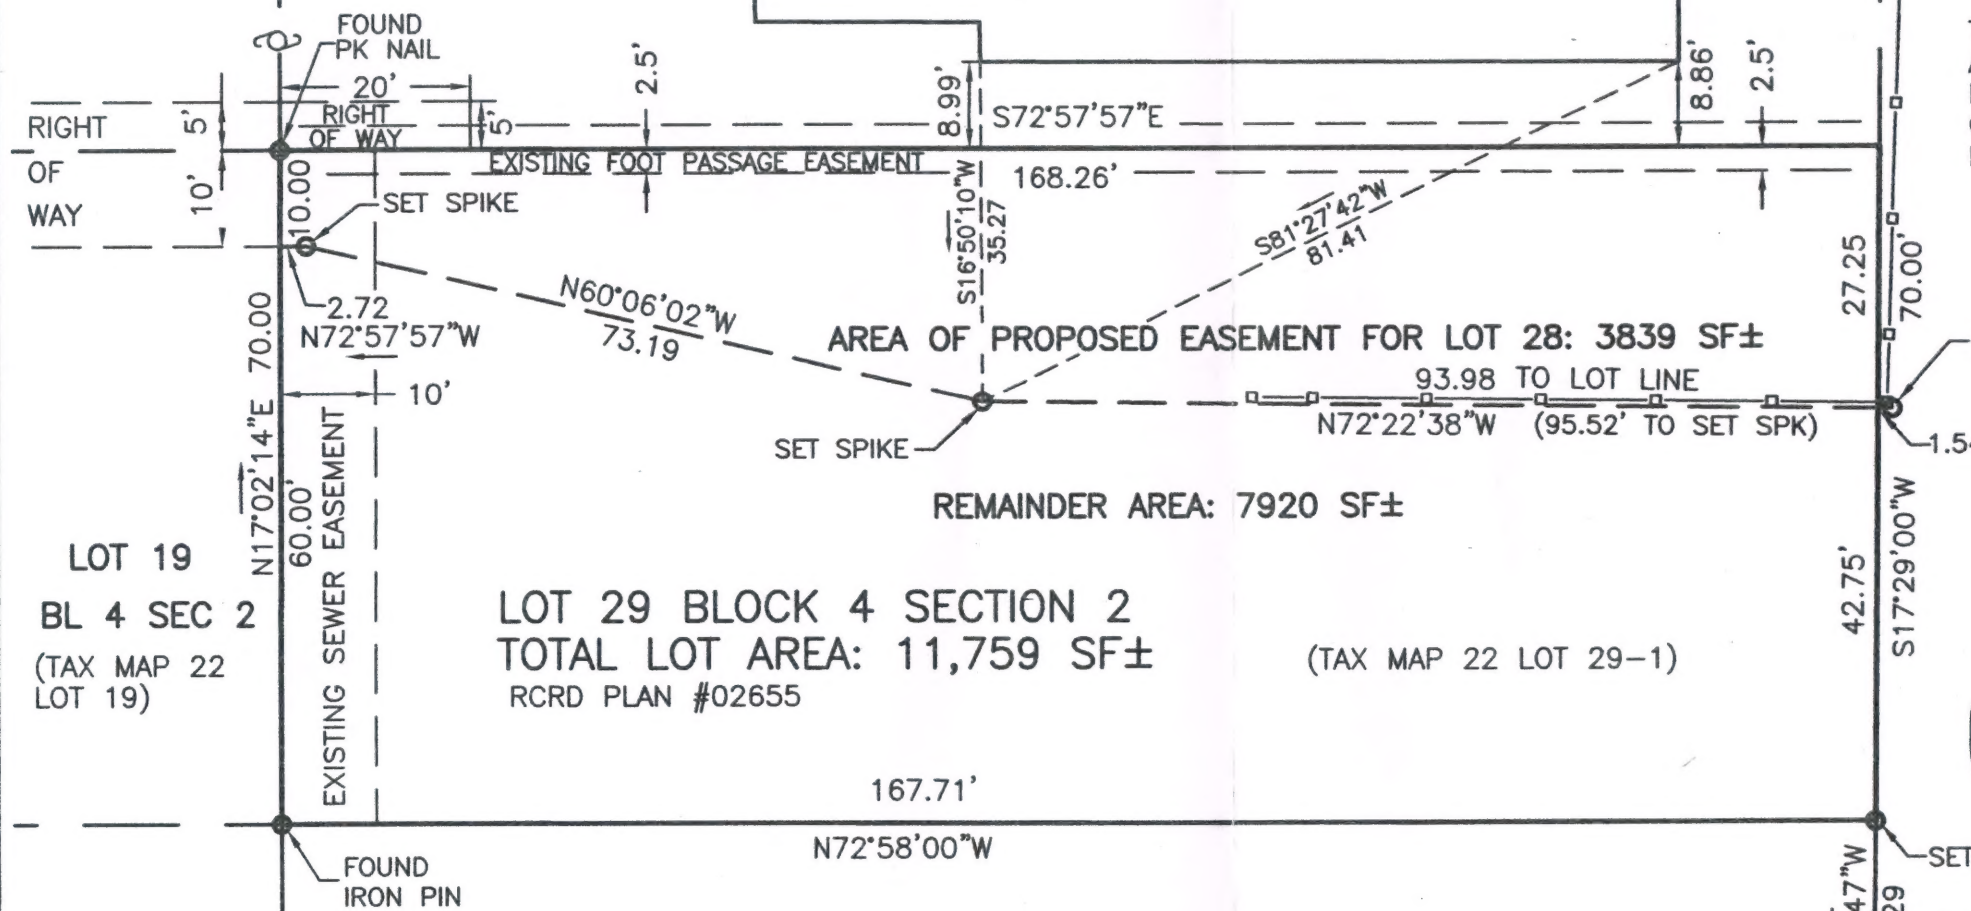 FOUND
PK NAIL
20'
RIGHT
OF WAY
5'
5'
RIGHT
OF
WAY
10'
10.00
2.5'
8.99'
S72°57'57"E
8.86'
2.5'
EXISTING FOOT PASSAGE EASEMENT
168.26'
SET SPIKE
S16°50'10"W
35.27
S81°27'42"W
81.41
27.25
70.00'
2.72
N72°57'57"W
N60°06'02"W
73.19
AREA OF PROPOSED EASEMENT FOR LOT 28: 3839 SF±
93.98 TO LOT LINE
N72°22'38"W (95.52' TO SET SPK)
10'
SET SPIKE
N17°02'14"E 70.00
60.00'
EXISTING SEWER EASEMENT
REMAINDER AREA: 7920 SF±
LOT 19
BL 4 SEC 2
(TAX MAP 22
LOT 19)
LOT 29 BLOCK 4 SECTION 2
TOTAL LOT AREA: 11,759 SF±
RCRD PLAN #02655
(TAX MAP 22 LOT 29-1)
42.75'
S17°29'00"W
167.71'
N72°58'00"W
FOUND
IRON PIN
SET
47"W
29